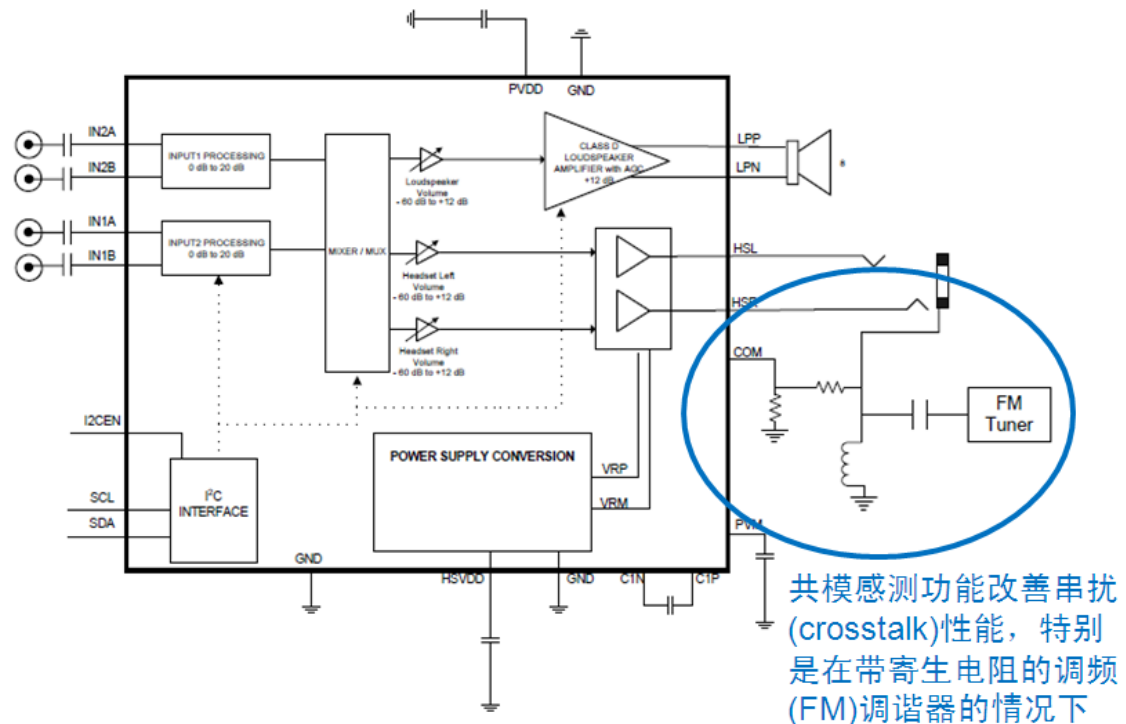 PVDD
GND
IN2A
IN2B
INPUT1 PROCESSING
0 dB to 20 dB
IN1A
IN1B
INPUT2 PROCESSING
0 dB to 20 dB
MIXER / MUX
Loudspeaker
Volume
- 60 dB to +12 dB
CLASS D
LOUDSPEAKER
AMPLIFIER with AGC
+12 dB
LPP
LPN
8
Headset Left
Volume
- 60 dB to +12 dB
Headset Right
Volume
- 60 dB to +12 dB
HSL
HSR
COM
FM
Tuner
I2CEN
SCL
SDA
I²C
INTERFACE
POWER SUPPLY CONVERSION
VRP
VRM
PVM
GND
HSVDD
GND
C1N
C1P
共模感测功能改善串扰
(crosstalk)性能，特别
是在带寄生电阻的调频
(FM)调谐器的情况下